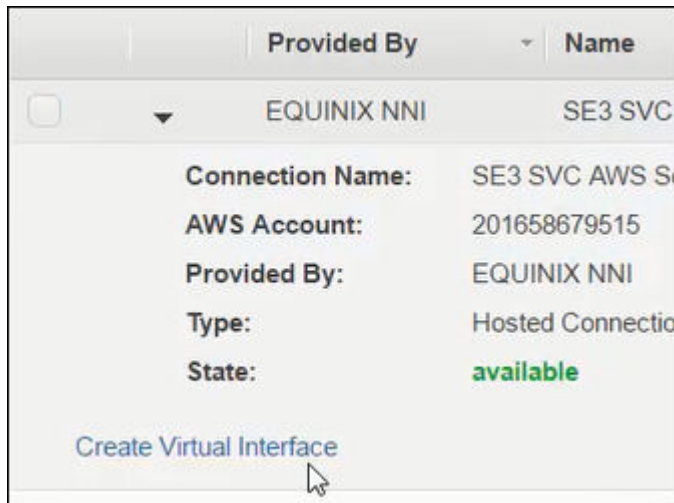 Provided By Name
EQUINIX NNI SE3 SVC
Connection Name: SE3 SVC AWS
AWS Account: 201658679515
Provided By: EQUINIX NNI
Type: Hosted Connectio
State: available
Create Virtual Interface